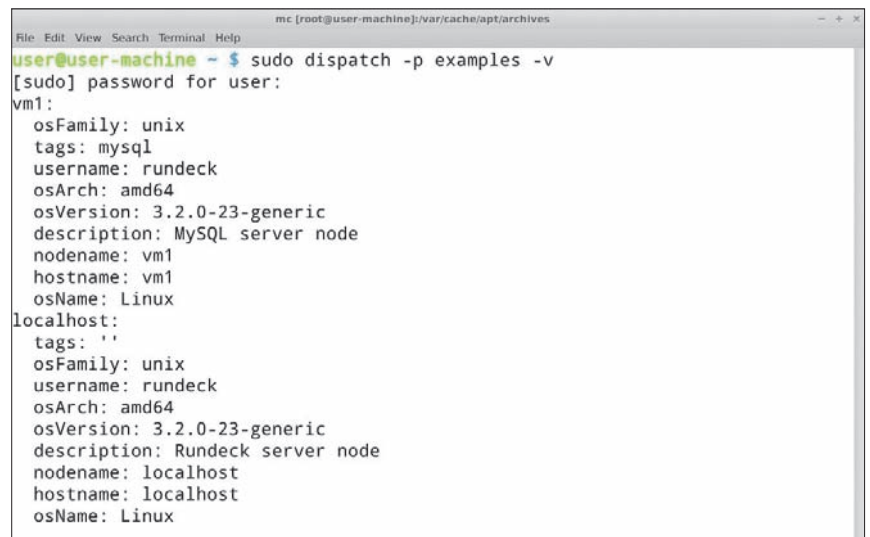 mc [root@user-machine]:/var/cache/apt/archives
File Edit View Search Terminal Help
user@user-machine ~ $ sudo dispatch -p examples -v
[sudo] password for user:
vm1:
  osFamily: unix
  tags: mysql
  username: rundeck
  osArch: amd64
  osVersion: 3.2.0-23-generic
  description: MySQL server node
  nodename: vm1
  hostname: vm1
  osName: Linux
localhost:
  tags: ''
  osFamily: unix
  username: rundeck
  osArch: amd64
  osVersion: 3.2.0-23-generic
  description: Rundeck server node
  nodename: localhost
  hostname: localhost
  osName: Linux